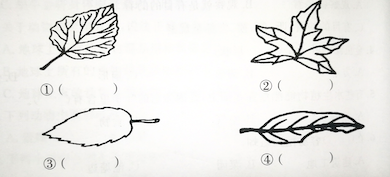 ①(　　) ②(　　)
③(　　) ④(　　)